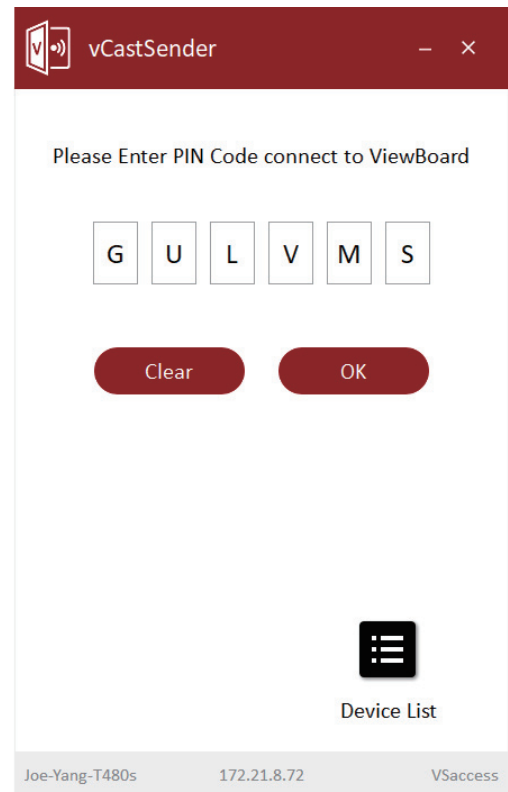 V vCastSender
Please Enter PIN Code connect to ViewBoard
G U L V M S
Clear OK
Device List
Joe-Yang-T480s 172.21.8.72 VSaccess